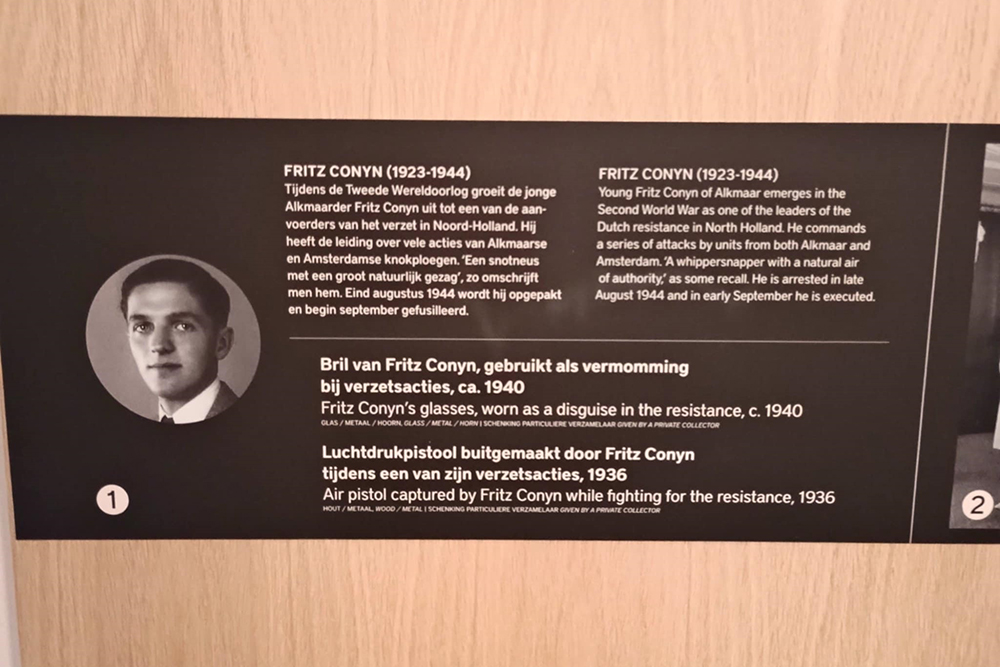 FRITZ CONYN (1923-1944)
Tijdens de Tweede Wereldoorlog groeit de jonge
Alkmaarder Fritz Conyn uit tot een van de aan-
voerders van het verzet in Noord-Holland. Hij
heeft de leiding over vele acties van Alkmaarse
en Amsterdamse knokploegen. ‘Een snotneus
met een groot natuurlijk gezag’, zo omschrijft
men hem. Eind augustus 1944 wordt hij opgepakt
en begin september gefusilleerd.
FRITZ CONYN (1923-1944)
Young Fritz Conyn of Alkmaar emerges in the
Second World War as one of the leaders of the
Dutch resistance in North Holland. He commands
a series of attacks by units from both Alkmaar and
Amsterdam. ‘A whippersnapper with a natural air
of authority,’ as some recall. He is arrested in late
August 1944 and in early September he is executed.
Bril van Fritz Conyn, gebruikt als vermomming
bij verzetsacties, ca. 1940
Fritz Conyn’s glasses, worn as a disguise in the resistance, c. 1940
GLAS / METAAL / HOORN, GLASS / METAL / HORN | SCHENKING PARTICULIERE VERZAMELAAR GIVEN BY A PRIVATE COLLECTOR
Luchtdrukpistool buitgemaakt door Fritz Conyn
tijdens een van zijn verzetsacties, 1936
Air pistol captured by Fritz Conyn while fighting for the resistance, 1936
HOUT / METAAL, WOOD / METAL | SCHENKING PARTICULIERE VERZAMELAAR GIVEN BY A PRIVATE COLLECTOR
1
2